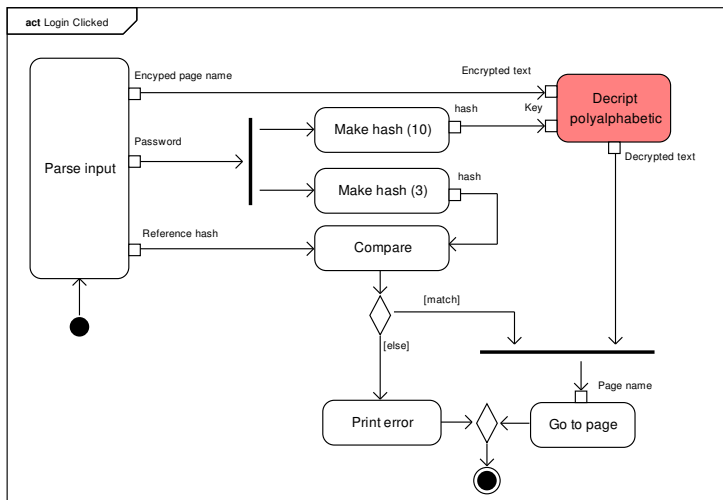 act Login Clicked
Encyped page name
Encrypted text
Decript
polyalphabetic
hash
Key
Make hash (10)
Password
Decrypted text
Parse input
hash
Make hash (3)
Reference hash
Compare
[match]
[else]
Page name
Print error
Go to page